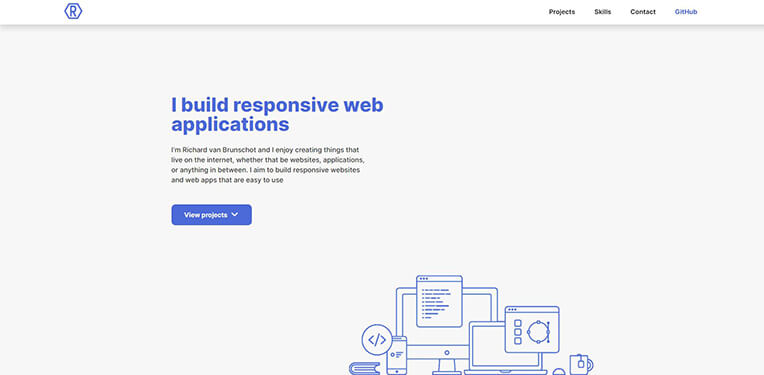 R
Projects Skills Contact GitHub
I build responsive web
applications
I'm Richard van Brunschot and I enjoy creating things that
live on the internet, whether that be websites, applications,
or anything in between. I aim to build responsive websites
and web apps that are easy to use
View projects
</>